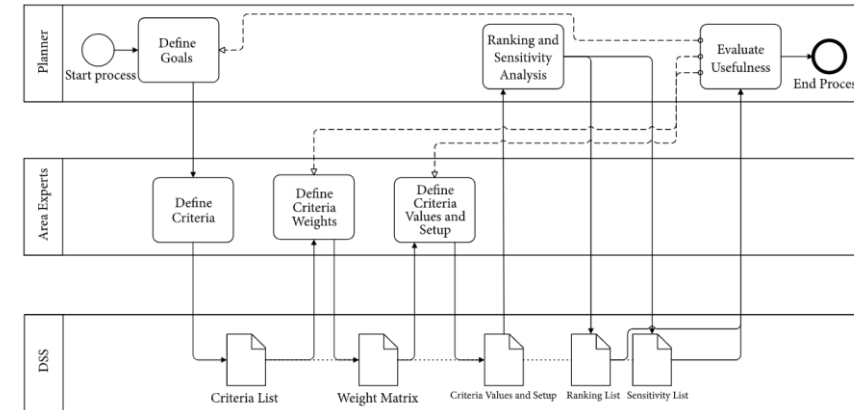 Planner
Start process
Define
Goals
Ranking and
Sensitivity
Analysis
Evaluate
Usefulness
End Proces
Area Experts
Define
Criteria
Define
Criteria
Weights
Define
Criteria
Values and
Setup
DSS
Criteria List
Weight Matrix
Criteria Values and Setup
Ranking List
Sensitivity List